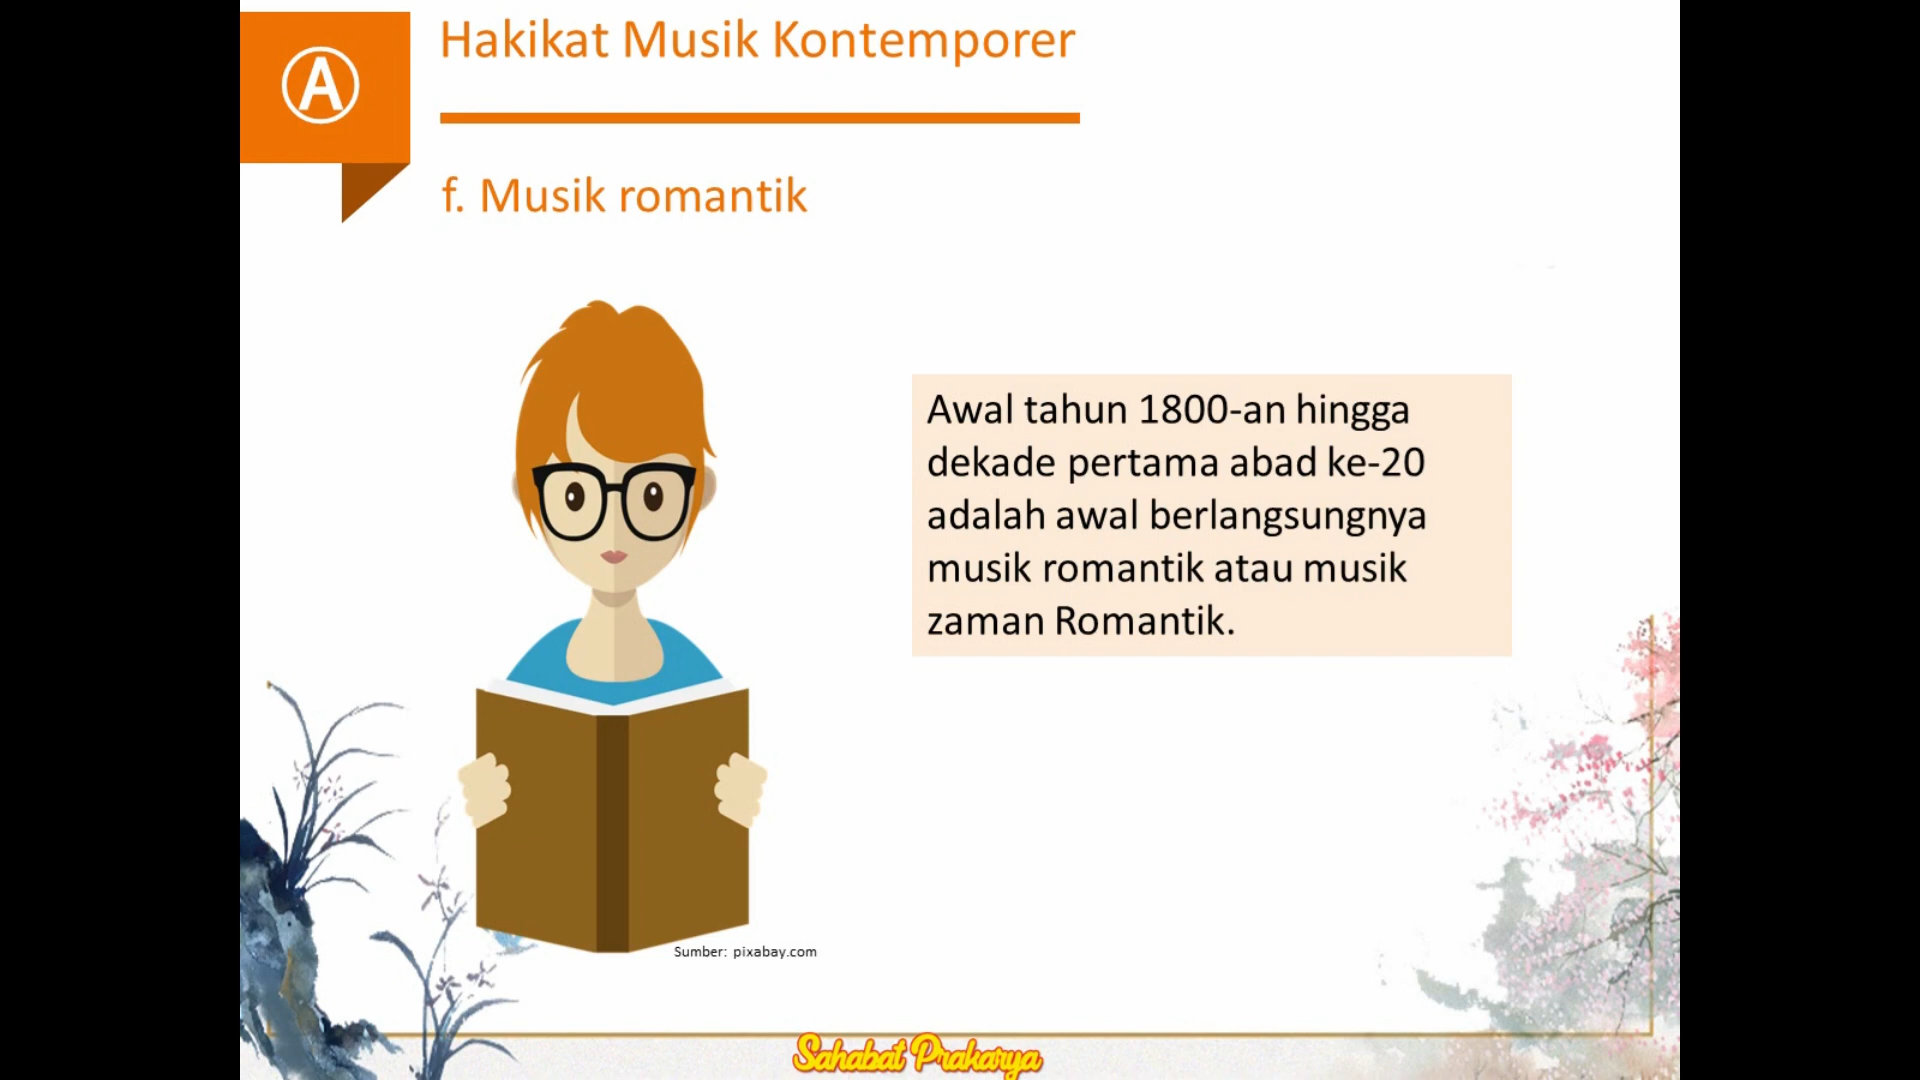 A
Hakikat Musik Kontemporer
f. Musik romantik
Awal tahun 1800-an hingga
dekade pertama abad ke-20
adalah awal berlangsungnya
musik romantik atau musik
zaman Romantik.
Sumber: pixabay.com
Sahabat Prakarya